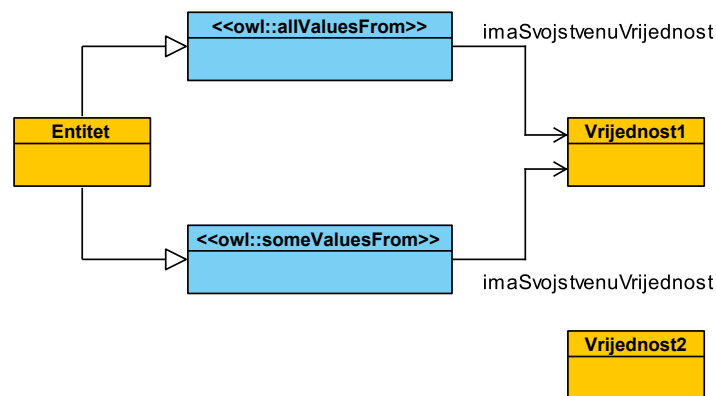 <<owl::allValuesFrom>>
imaSvojstvenuVrijednost
Entitet
Vrijednost1
<<owl::someValuesFrom>>
imaSvojstvenuVrijednost
Vrijednost2